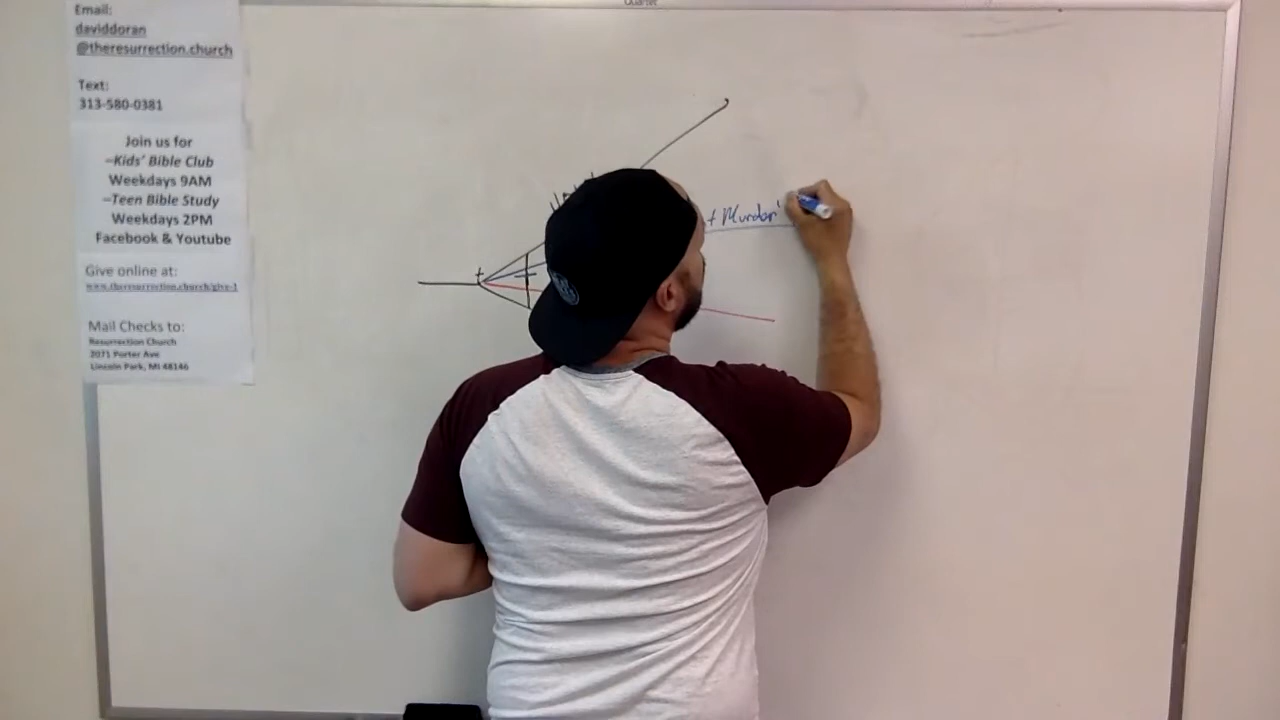 Quarter
Email:
daviddoran
@theresurrection.church
Text:
313-580-0381
Join us for
–Kids' Bible Club
Weekdays 9AM
–Teen Bible Study
Weekdays 2PM
Facebook & Youtube
Give online at:
www.theresurrection.church/give-1
Mail Checks to:
Resurrection Church
2071 Porter Ave
Lincoln Park, MI 48146
+ Murder'